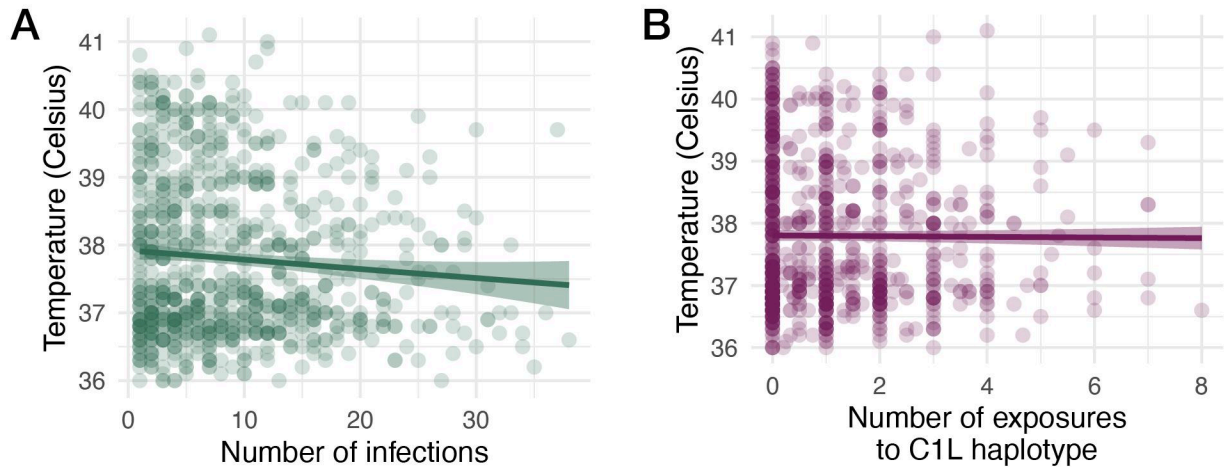 A
Temperature (Celsius)
41
40
39
38
37
36
0 10 20 30
Number of infections
B
Temperature (Celsius)
41
40
39
38
37
36
0 2 4 6 8
Number of exposures
to C1L haplotype